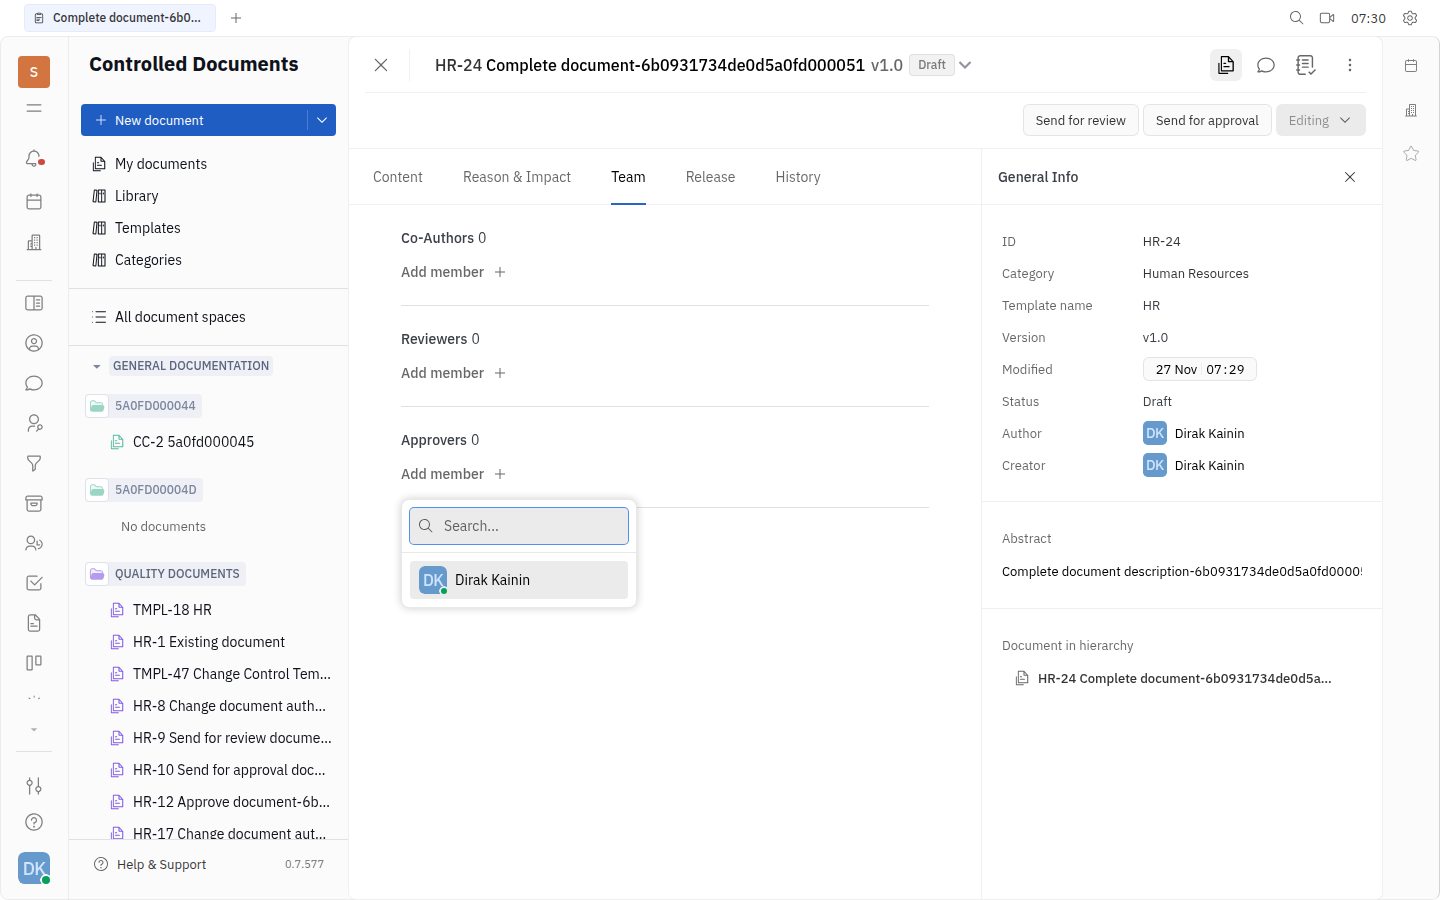 Complete document-6b0...
07:30
S
Controlled Documents
New document
My documents
Library
Templates
Categories
All document spaces
GENERAL DOCUMENTATION
5A0FD000044
CC-2 5a0fd000045
5A0FD00004D
No documents
QUALITY DOCUMENTS
TMPL-18 HR
HR-1 Existing document
TMPL-47 Change Control Tem...
HR-8 Change document auth...
HR-9 Send for review docume...
HR-10 Send for approval doc...
HR-12 Approve document-6b...
HR-17 Change document aut...
Help & Support 0.7.577
DK
HR-24 Complete document-6b0931734de0d5a0fd000051 v1.0 Draft
Send for review Send for approval Editing
Content Reason & Impact Team Release History
Co-Authors 0
Add member
Reviewers 0
Add member
Approvers 0
Add member
Search...
DK Dirak Kainin
General Info
ID HR-24
Category Human Resources
Template name HR
Version v1.0
Modified 27 Nov 07:29
Status Draft
Author DK Dirak Kainin
Creator DK Dirak Kainin
Abstract
Complete document description-6b0931734de0d5a0fd0000
Document in hierarchy
HR-24 Complete document-6b0931734de0d5a...